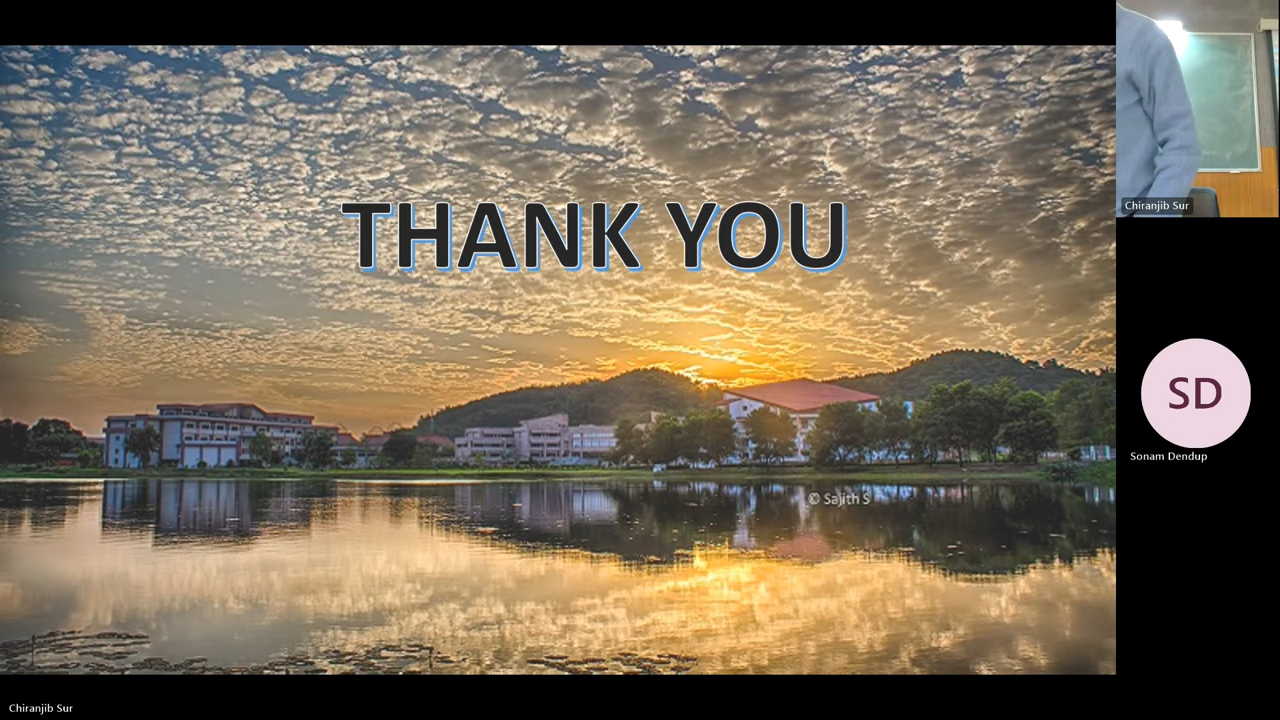 THANK YOU
© Sajith S
Chiranjib Sur
SD
Sonam Dendup
Chiranjib Sur